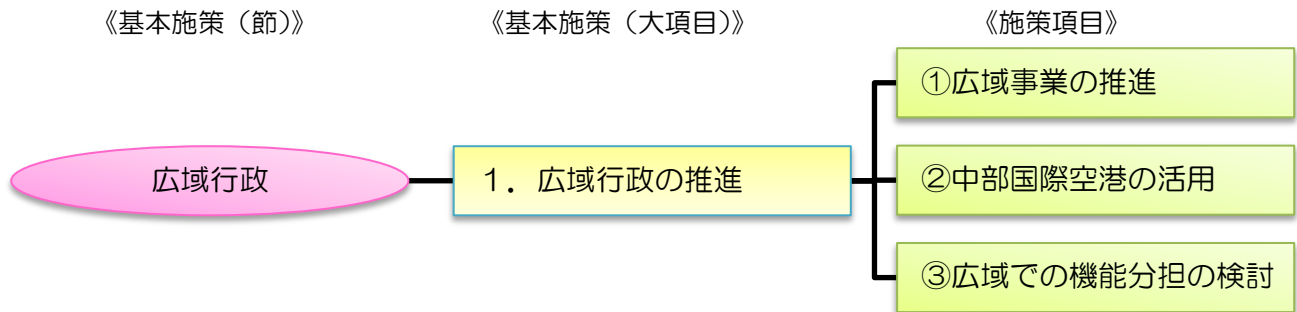 《基本施策（節）》
《基本施策（大項目）》
《施策項目》
広域行政
１．広域行政の推進
①広域事業の推進
②中部国際空港の活用
③広域での機能分担の検討